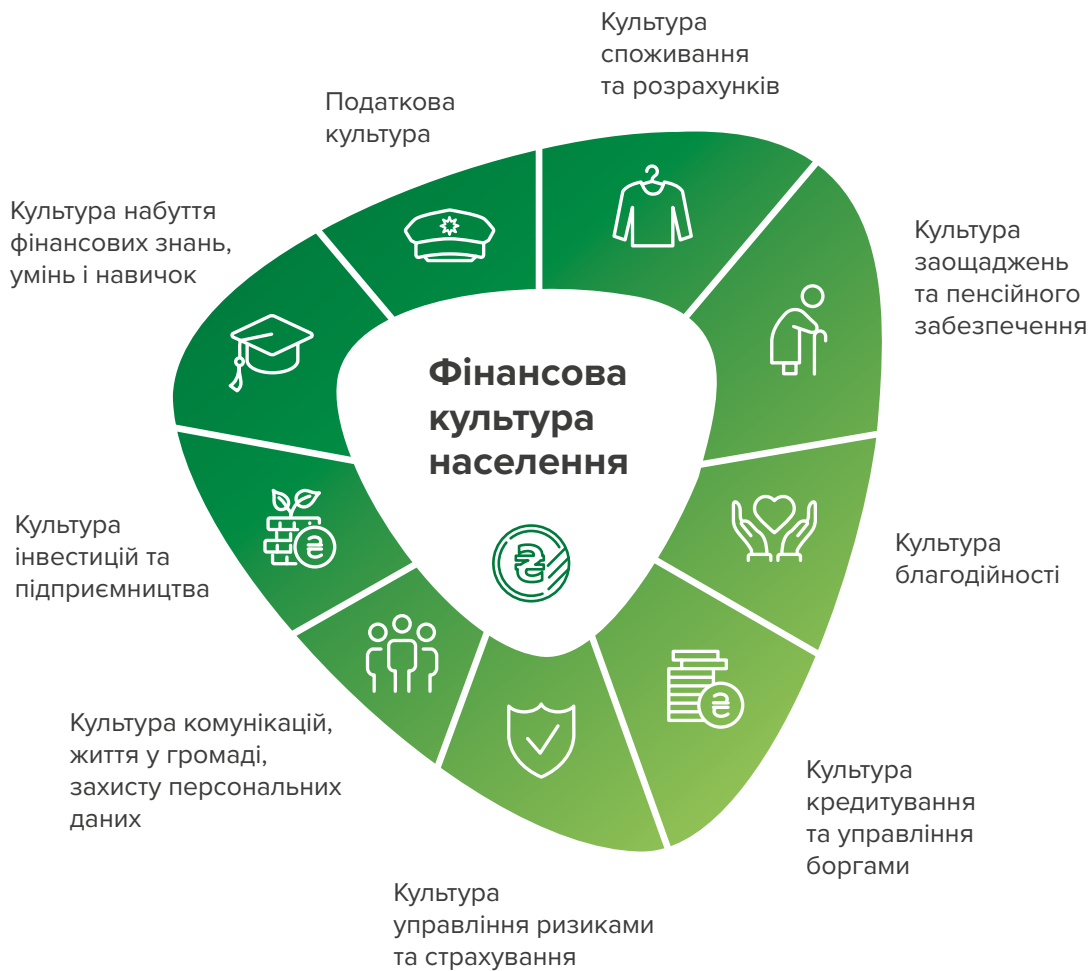 Культура
споживання
та розрахунків
Податкова
культура
Культура набуття
фінансових знань,
умінь і навичок
Культура
заощаджень
та пенсійного
забезпечення
Фінансова
культура
населення
Культура
інвестицій та
підприємництва
Культура
благодійності
Культура комунікацій,
життя у громаді,
захисту персональних
даних
Культура
кредитування
та управління
боргами
Культура
управління ризиками
та страхування